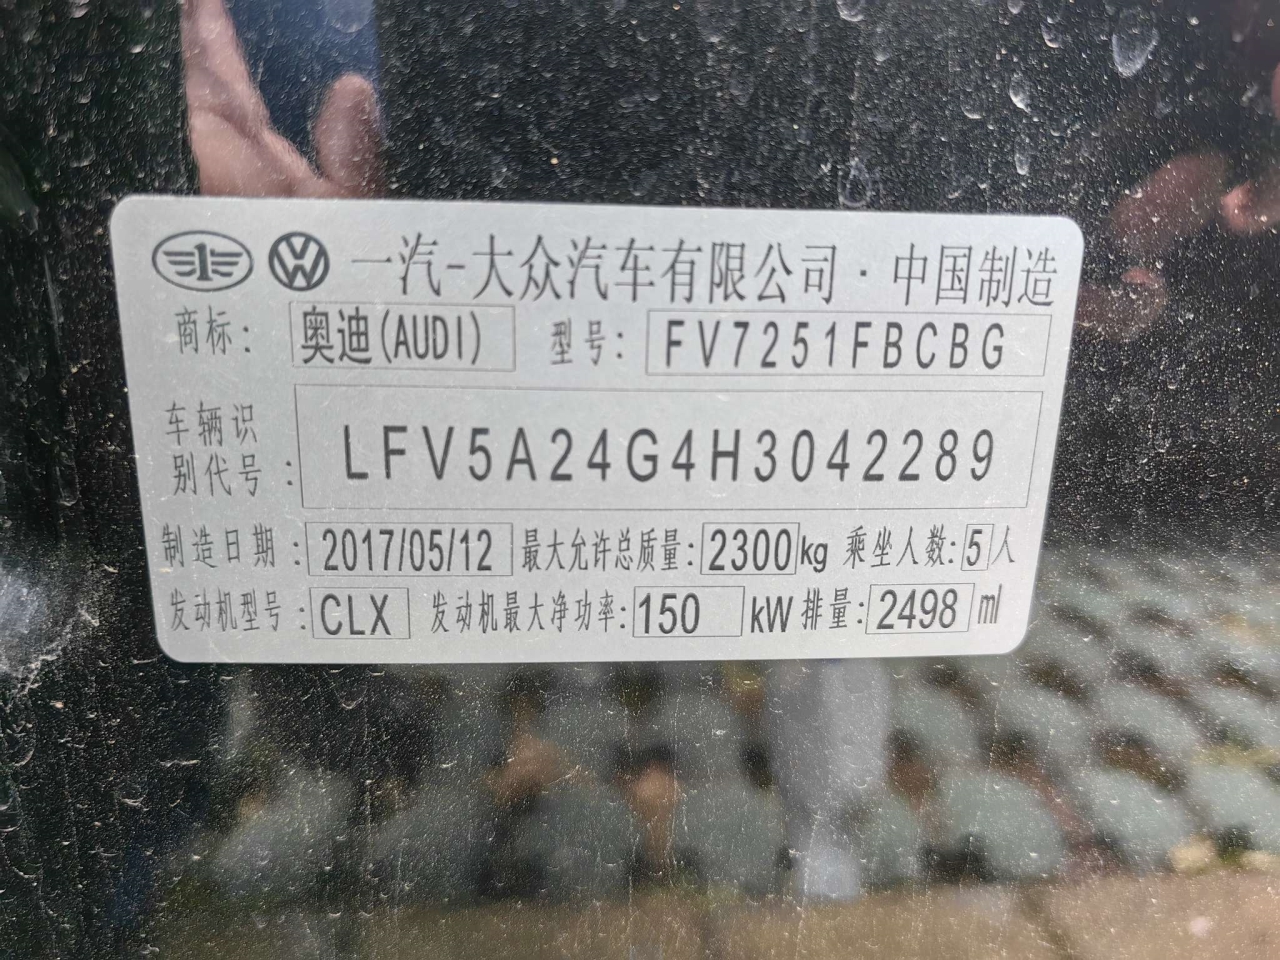 一汽-大众汽车有限公司·中国制造
商标: 奥迪(AUDI) 型号: FV7251FBCBG
车辆识
别代号: LFV5A24G4H3042289
制造日期: 2017/05/12 最大允许总质量: 2300kg 乘坐人数: 5人
发动机型号: CLX 发动机最大净功率: 150 kW 排量: 2498 ml